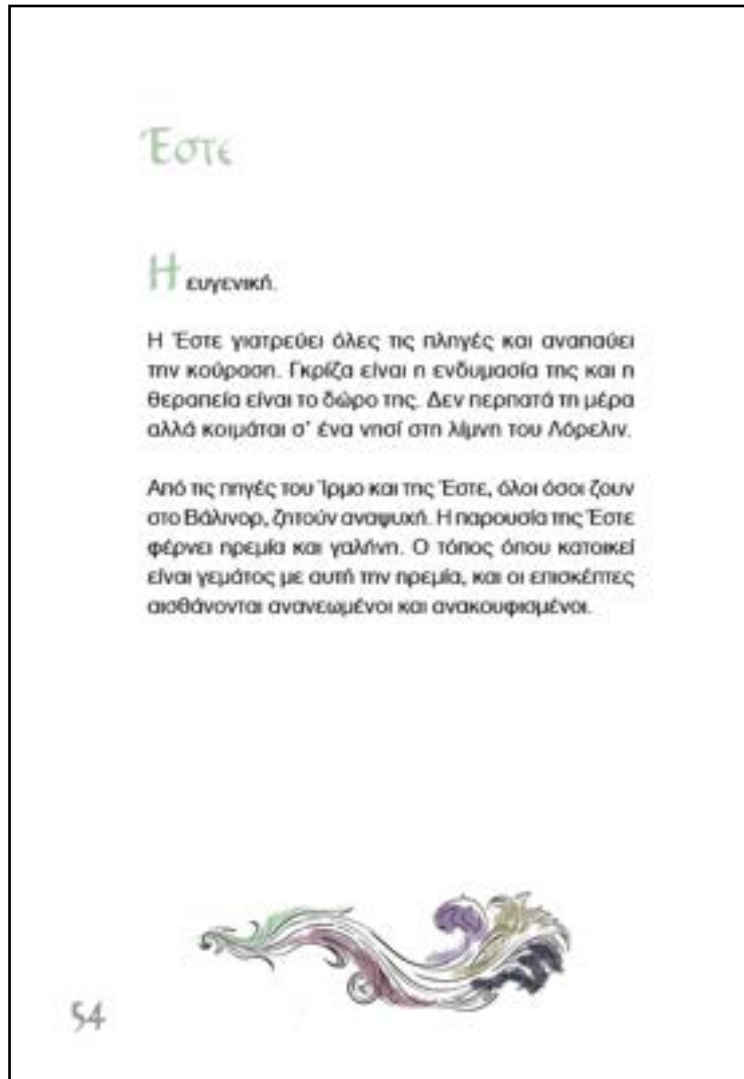 Έστε
Η ευγενική.
Η Έστε γιατρεύει όλες τις πληγές και αναπαύει
την κούραση. Γκρίζα είναι η ενδυμασία της και η
θεραπεία είναι το δώρο της. Δεν περπατά τη μέρα
αλλά κοιμάται σ' ένα νησί στη λίμνη του Λόρελιν.
Από τις πηγές του Ίρμο και της Έστε, όλοι όσοι ζουν
στο Βάλινορ, ζητούν αναψυχή. Η παρουσία της Έστε
φέρνει ηρεμία και γαλήνη. Ο τόπος όπου κατοικεί
είναι γεμάτος με αυτή την ηρεμία, και οι επισκέπτες
αισθάνονται ανανεωμένοι και ανακουφισμένοι.
54